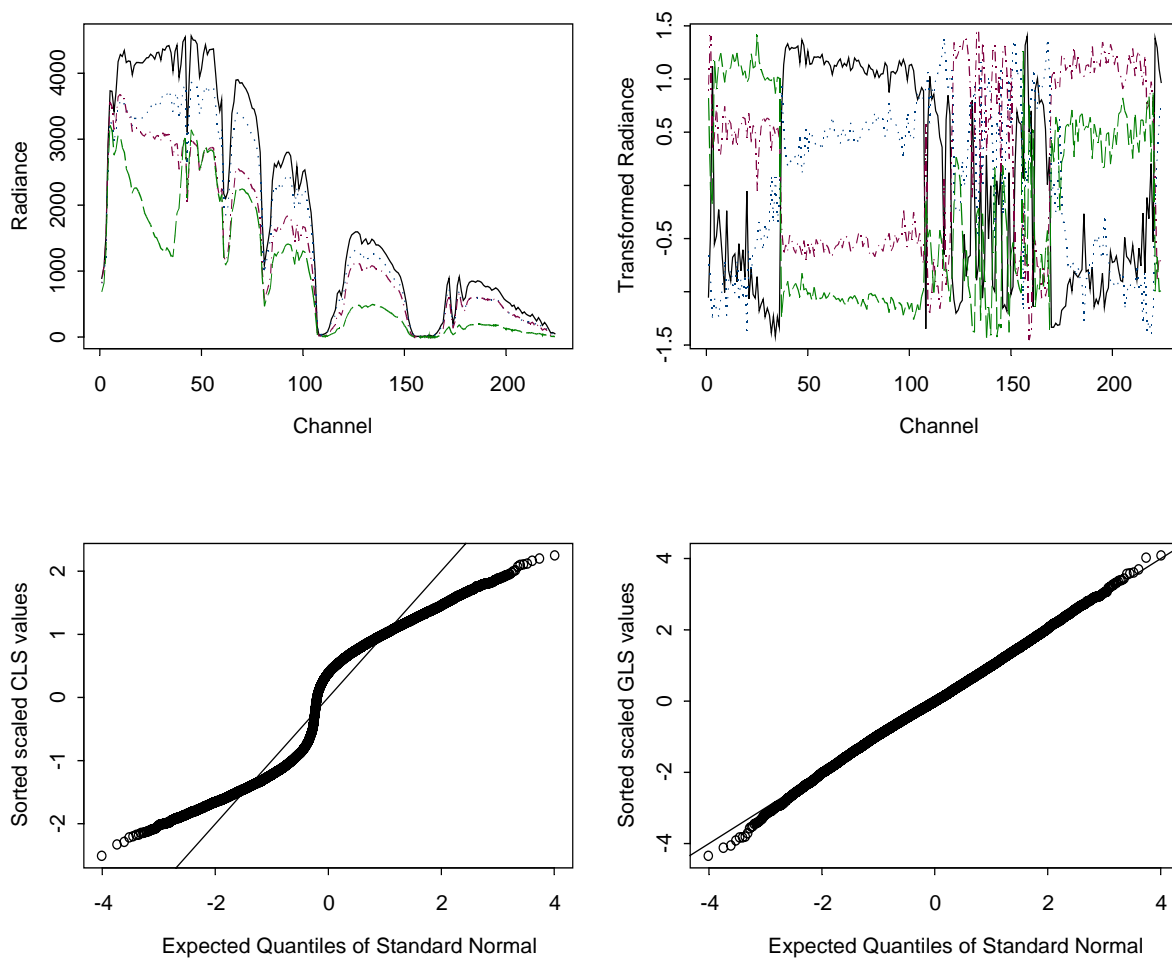 Radiance
0 1000 2000 3000 4000
0 50 100 150 200
Channel
Transformed Radiance
-1.5 -0.5 0.5 1.0 1.5
0 50 100 150 200
Channel
Sorted scaled CLS values
-2 -1 0 1 2
-4 -2 0 2 4
Expected Quantiles of Standard Normal
Sorted scaled GLS values
-4 -2 0 2 4
-4 -2 0 2 4
Expected Quantiles of Standard Normal